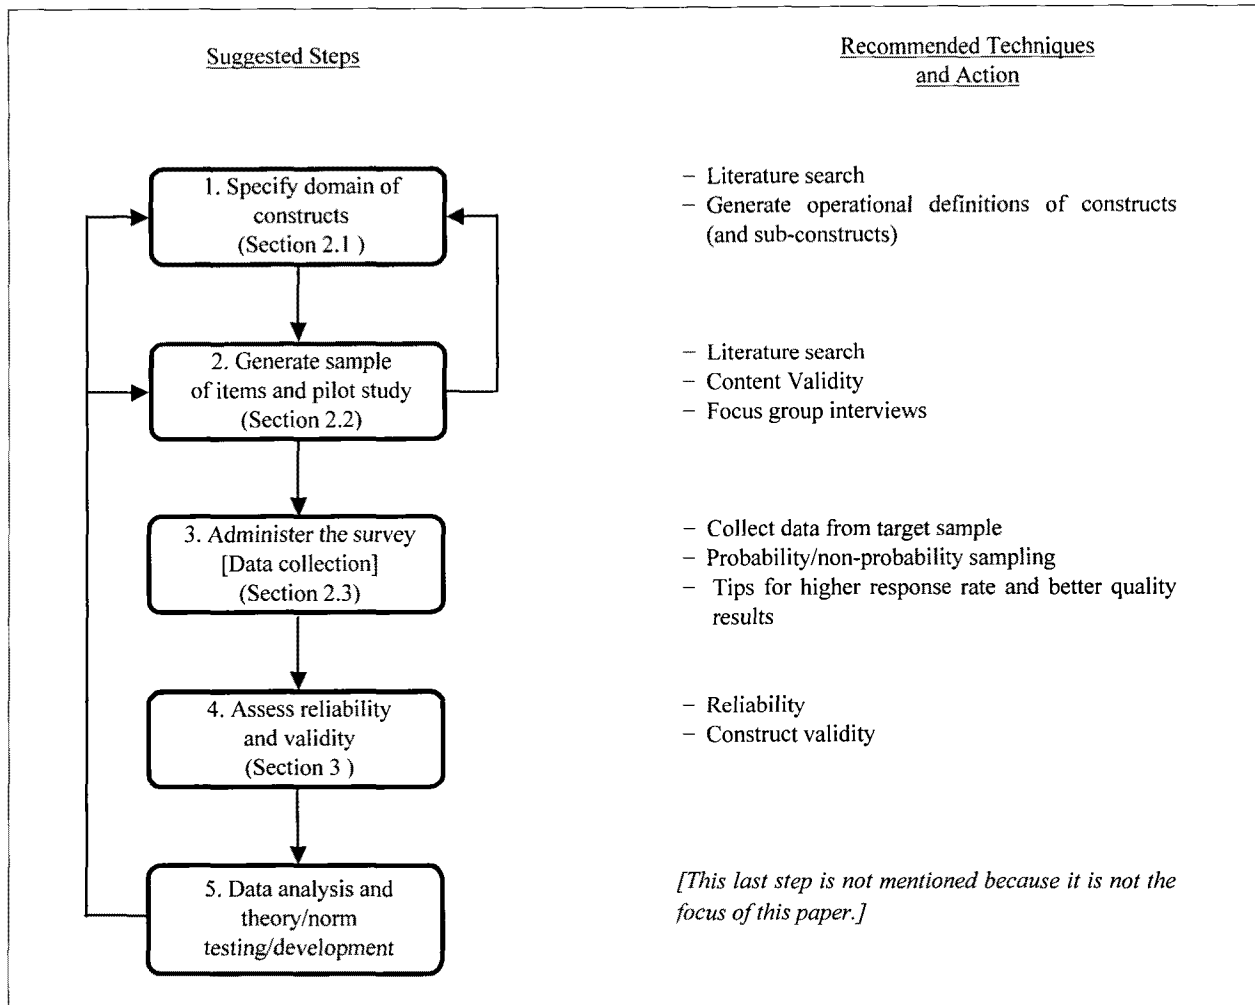 Suggested Steps
Recommended Techniques
and Action
1. Specify domain of
constructs
(Section 2.1 )
– Literature search
– Generate operational definitions of constructs
(and sub-constructs)
2. Generate sample
of items and pilot study
(Section 2.2)
– Literature search
– Content Validity
– Focus group interviews
3. Administer the survey
[Data collection]
(Section 2.3)
– Collect data from target sample
– Probability/non-probability sampling
– Tips for higher response rate and better quality
results
4. Assess reliability
and validity
(Section 3 )
– Reliability
– Construct validity
5. Data analysis and
theory/norm
testing/development
[This last step is not mentioned because it is not the
focus of this paper.]